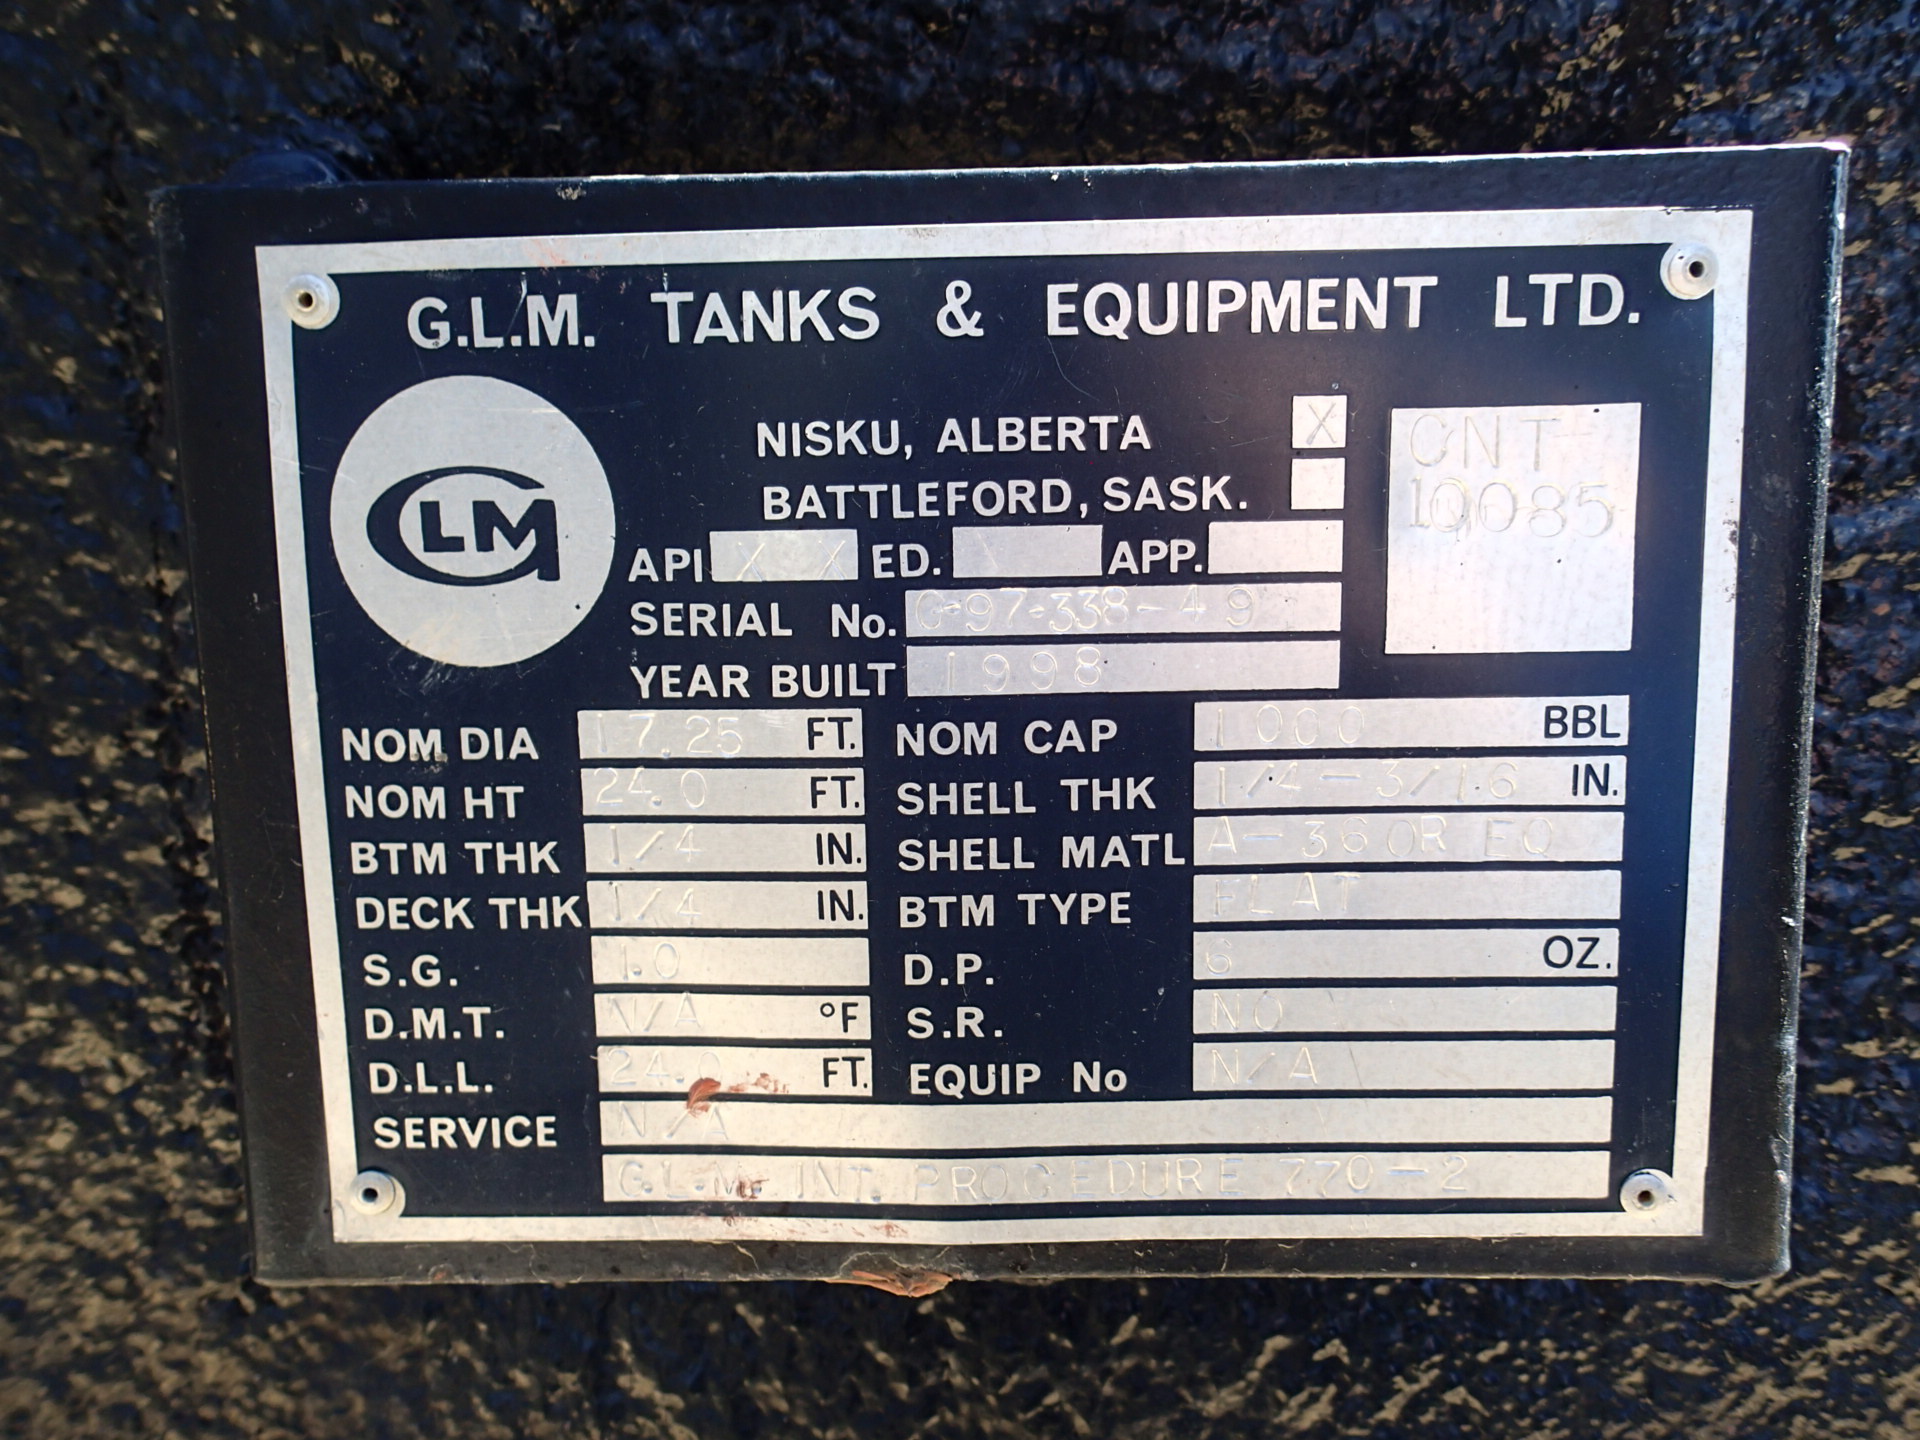 G.L.M. TANKS & EQUIPMENT LTD.
GLM
NISKU, ALBERTA X
BATTLEFORD, SASK.
CNT-
10085
API X X ED. APP.
SERIAL No. G-97-338-49
YEAR BUILT 1998
NOM DIA 17.25 FT. NOM CAP 1000 BBL
NOM HT 24.0 FT. SHELL THK 1/4-3/16 IN.
BTM THK 1/4 IN. SHELL MATL A-36 OR EQ
DECK THK 1/4 IN. BTM TYPE FLAT
S.G. 1.0 D.P. 6 OZ.
D.M.T. N/A °F S.R. NO
D.L.L. 24.0 FT. EQUIP No N/A
SERVICE N/A
G.L.M. INT. PROCEDURE 770-2